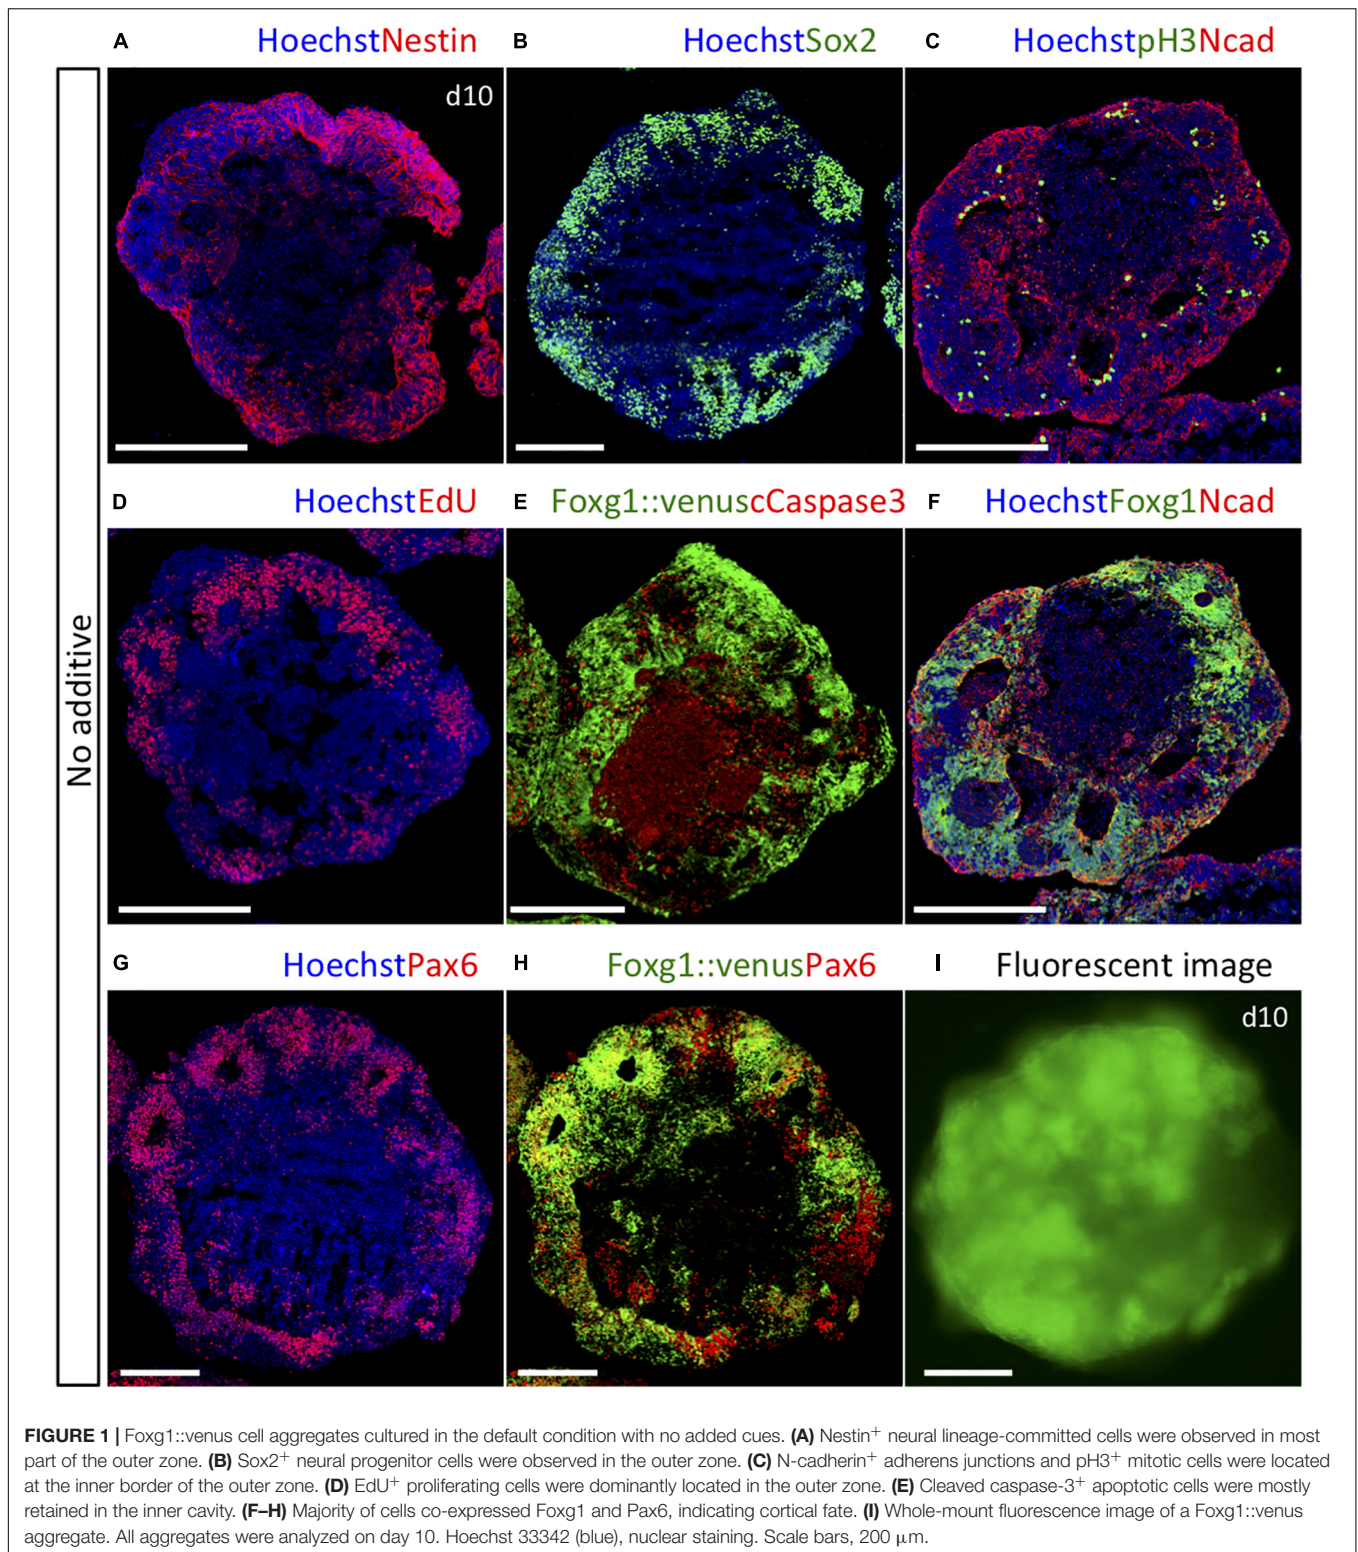 A HoechstNestin B HoechstSox2 C HoechstpH3Ncad
d10
D HoechstEdU E Foxg1::venuscCaspase3 F HoechstFoxg1Ncad
No additive
G HoechstPax6 H Foxg1::venusPax6 I Fluorescent image
d10
FIGURE 1 | Foxg1::venus cell aggregates cultured in the default condition with no added cues. (A) Nestin⁺ neural lineage-committed cells were observed in most
part of the outer zone. (B) Sox2⁺ neural progenitor cells were observed in the outer zone. (C) N-cadherin⁺ adherens junctions and pH3⁺ mitotic cells were located
at the inner border of the outer zone. (D) EdU⁺ proliferating cells were dominantly located in the outer zone. (E) Cleaved caspase-3⁺ apoptotic cells were mostly
retained in the inner cavity. (F–H) Majority of cells co-expressed Foxg1 and Pax6, indicating cortical fate. (I) Whole-mount fluorescence image of a Foxg1::venus
aggregate. All aggregates were analyzed on day 10. Hoechst 33342 (blue), nuclear staining. Scale bars, 200 μm.